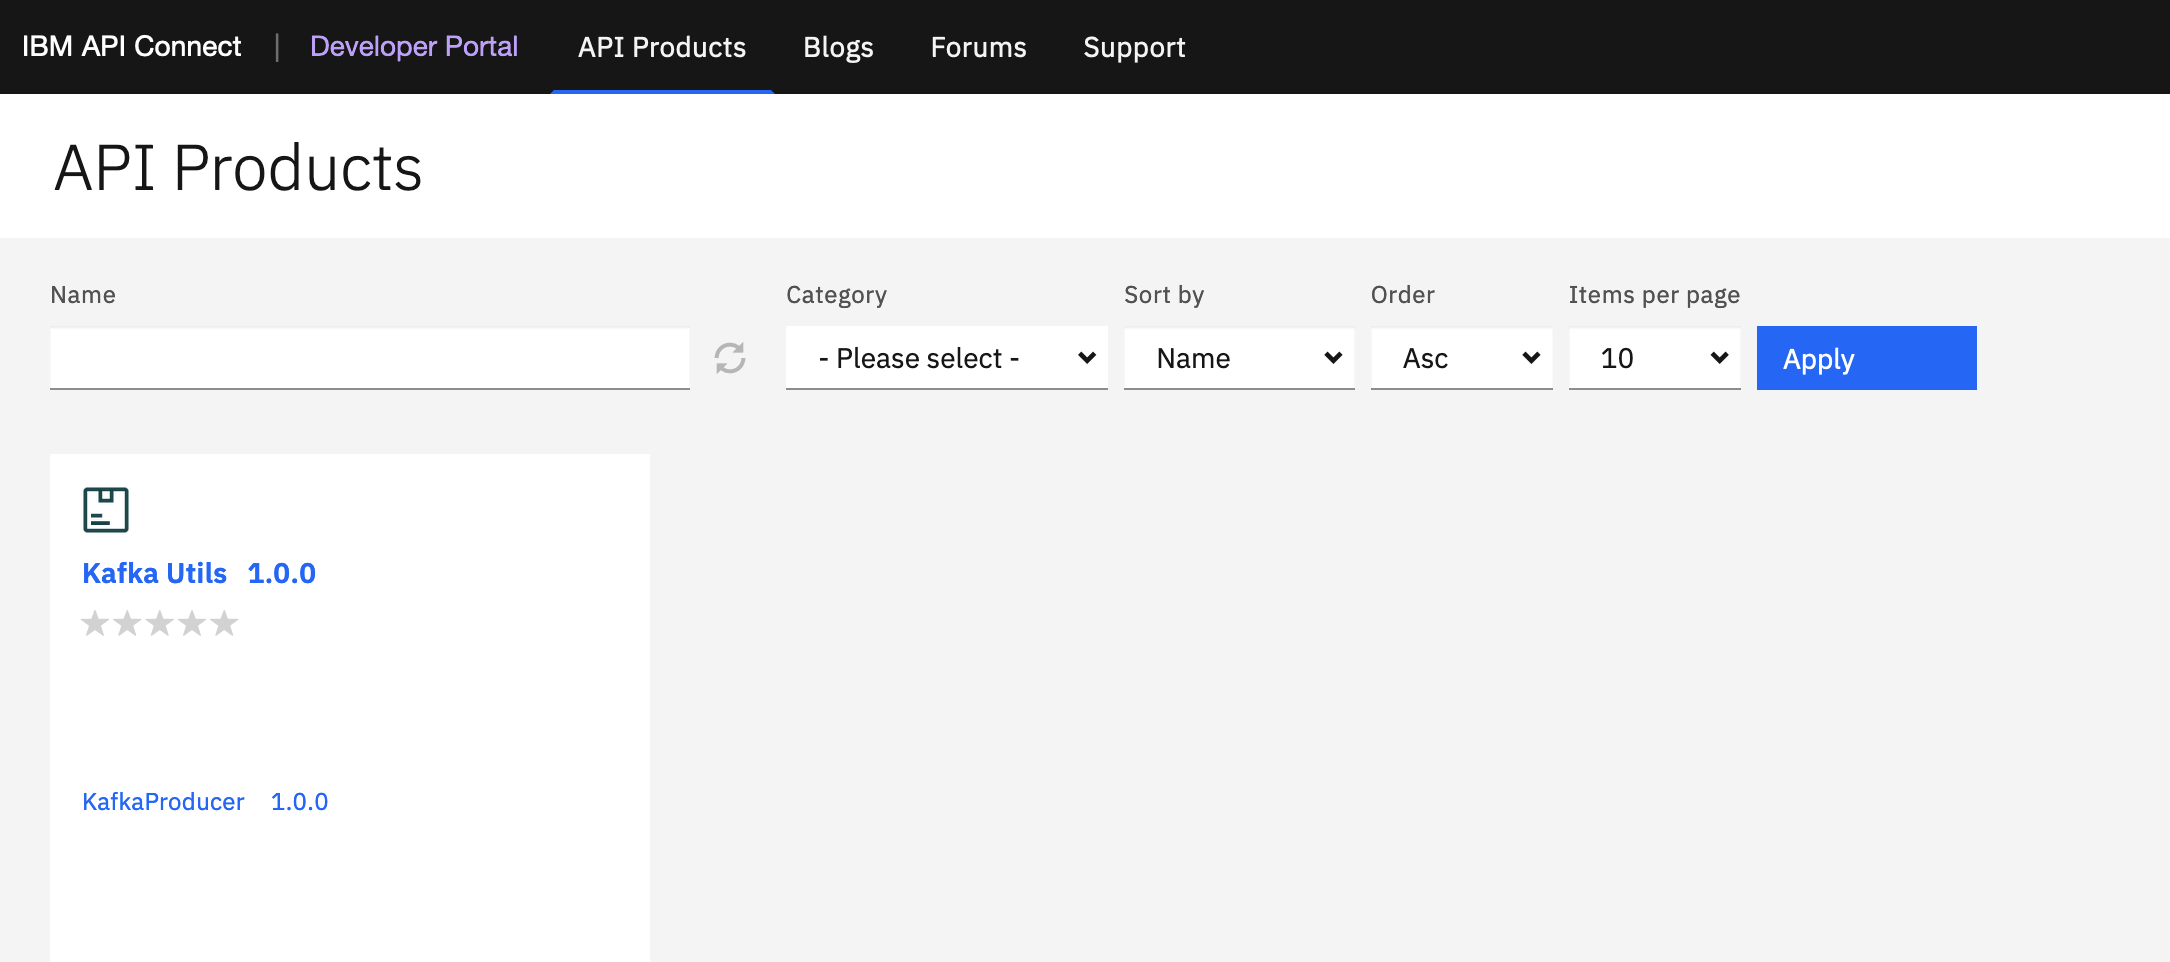 IBM API Connect | Developer Portal API Products Blogs Forums Support
API Products
Name Category Sort by Order Items per page
- Please select - Name Asc 10 Apply
Kafka Utils 1.0.0
KafkaProducer 1.0.0